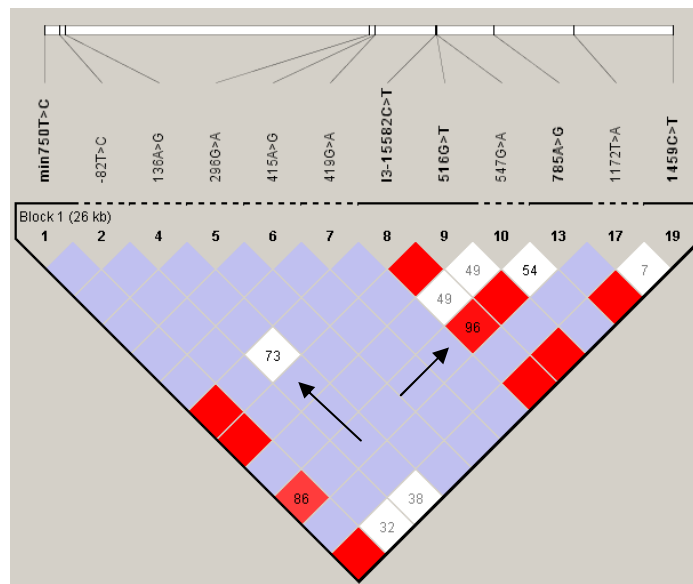 min750T>C
-82T>C
136A>G
296G>A
415A>G
419G>A
I3-15582C>T
516G>T
547G>A
785A>G
1172T>A
1459C>T
Block 1 (26 kb)
1 2 4 5 6 7 8 9 10 13 17 19
49 54 7
49
96
73
86 38
32